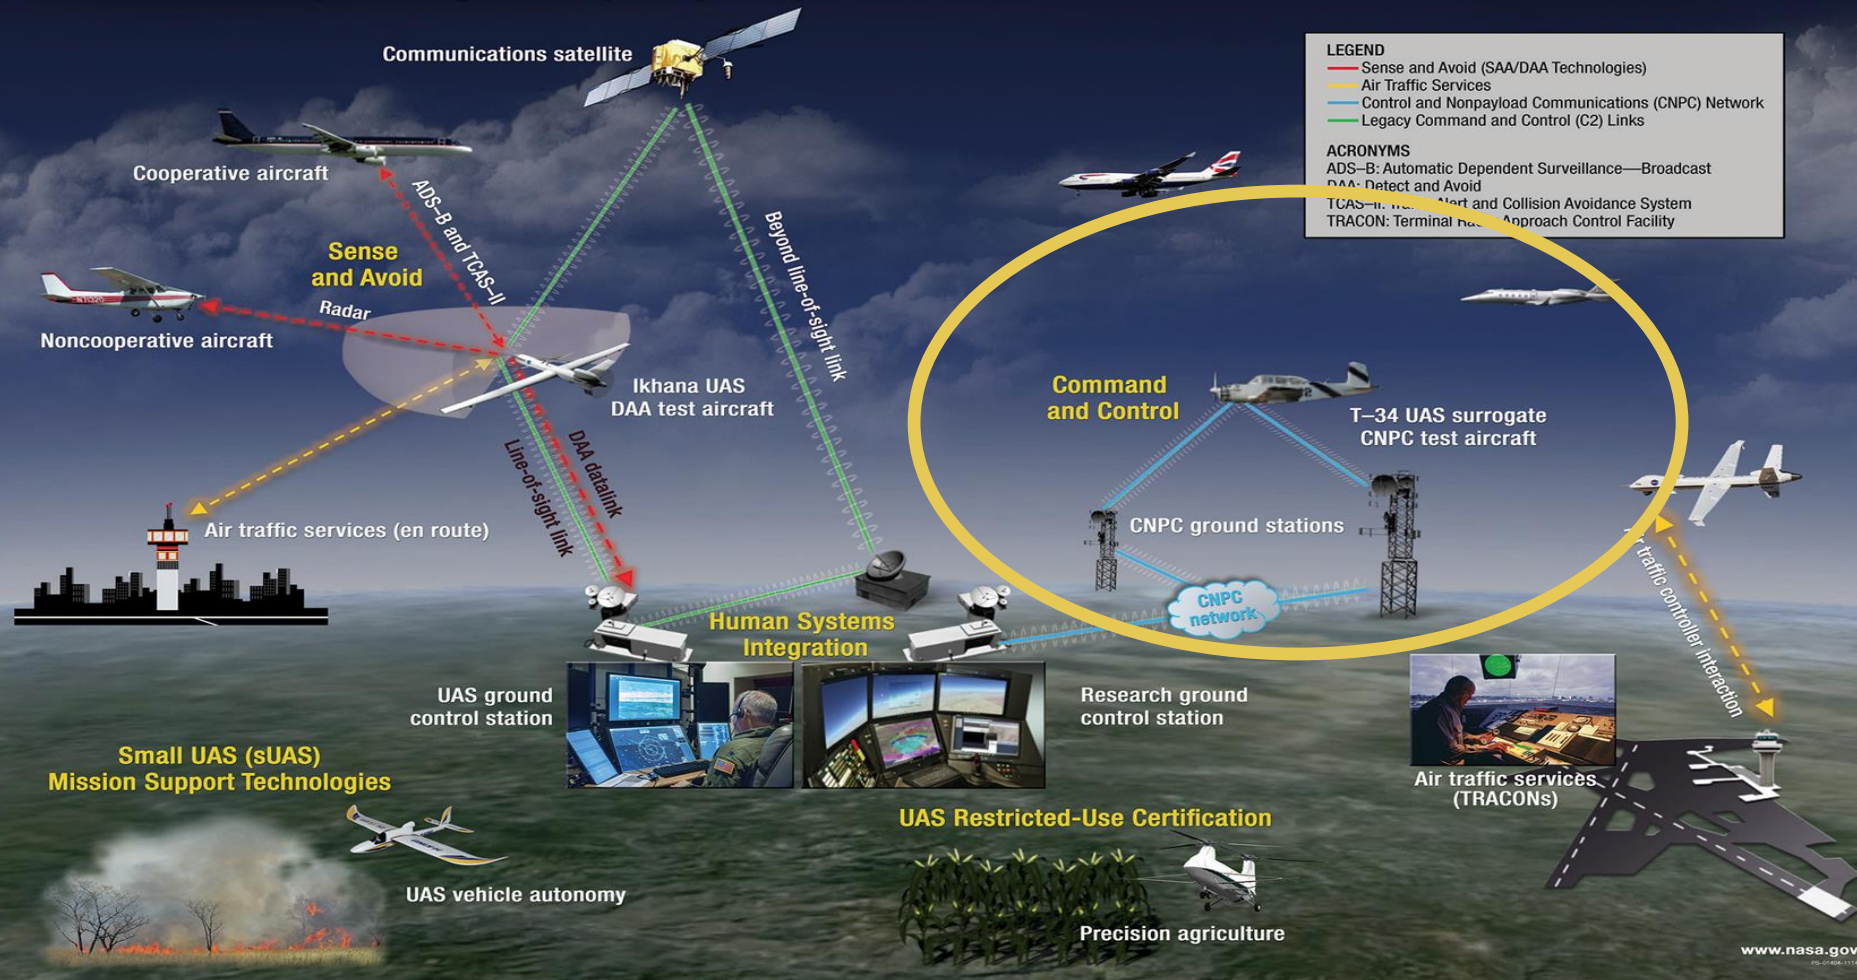 Communications satellite
Cooperative aircraft
ADS–B and TCAS–II
Sense
and Avoid
Radar
Noncooperative aircraft
Beyond line-of-sight link
Ikhana UAS
DAA test aircraft
DAA datalink
Line-of-sight link
Air traffic services (en route)
LEGEND
Sense and Avoid (SAA/DAA Technologies)
Air Traffic Services
Control and Nonpayload Communications (CNPC) Network
Legacy Command and Control (C2) Links
ACRONYMS
ADS–B: Automatic Dependent Surveillance—Broadcast
DAA: Detect and Avoid
TCAS–II: Alert and Collision Avoidance System
TRACON: Terminal Approach Control Facility
Command
and Control
T–34 UAS surrogate
CNPC test aircraft
CNPC ground stations
CNPC
network
traffic controller interaction
Human Systems
Integration
UAS ground
control station
Research ground
control station
Air traffic services
(TRACONs)
Small UAS (sUAS)
Mission Support Technologies
UAS vehicle autonomy
UAS Restricted-Use Certification
Precision agriculture
www.nasa.gov